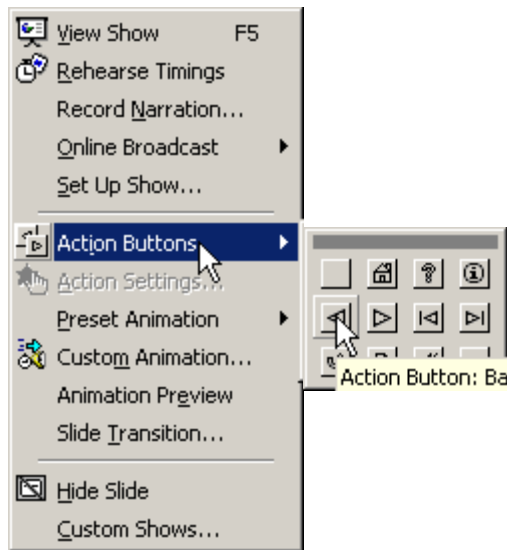 View Show F5
Rehearse Timings
Record Narration...
Online Broadcast
Set Up Show...
Action Buttons
Action Settings...
Preset Animation
Custom Animation...
Action Button: Ba
Animation Preview
Slide Transition...
Hide Slide
Custom Shows...